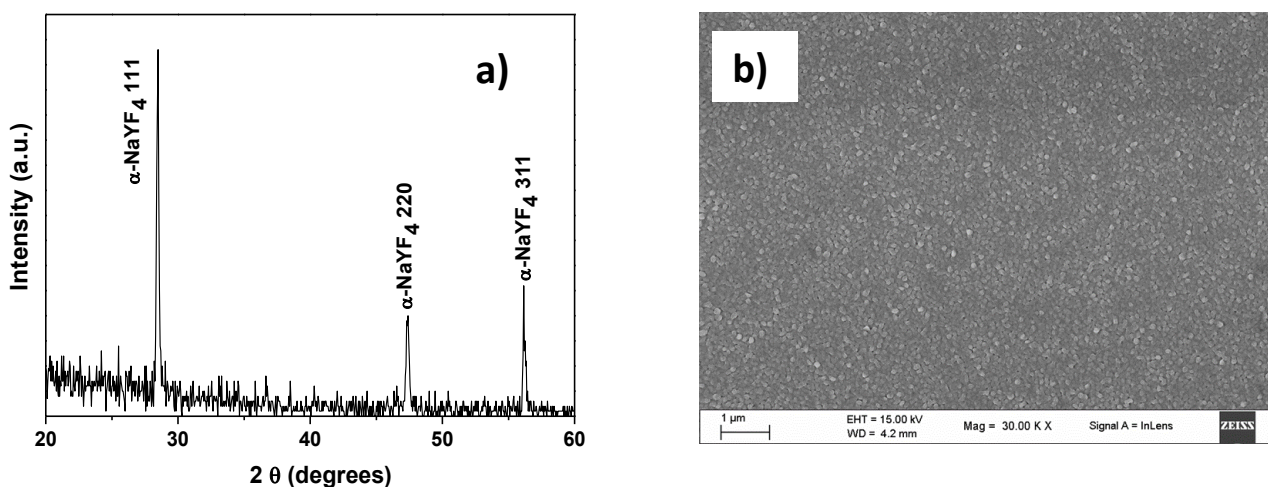 a)
α-NaYF4 111
α-NaYF4 220
α-NaYF4 311
Intensity (a.u.)
20 30 40 50 60
2 θ (degrees)
b)
1 µm
EHT = 15.00 kV
WD = 4.2 mm
Mag = 30.00 K X
Signal A = InLens
ZEISS